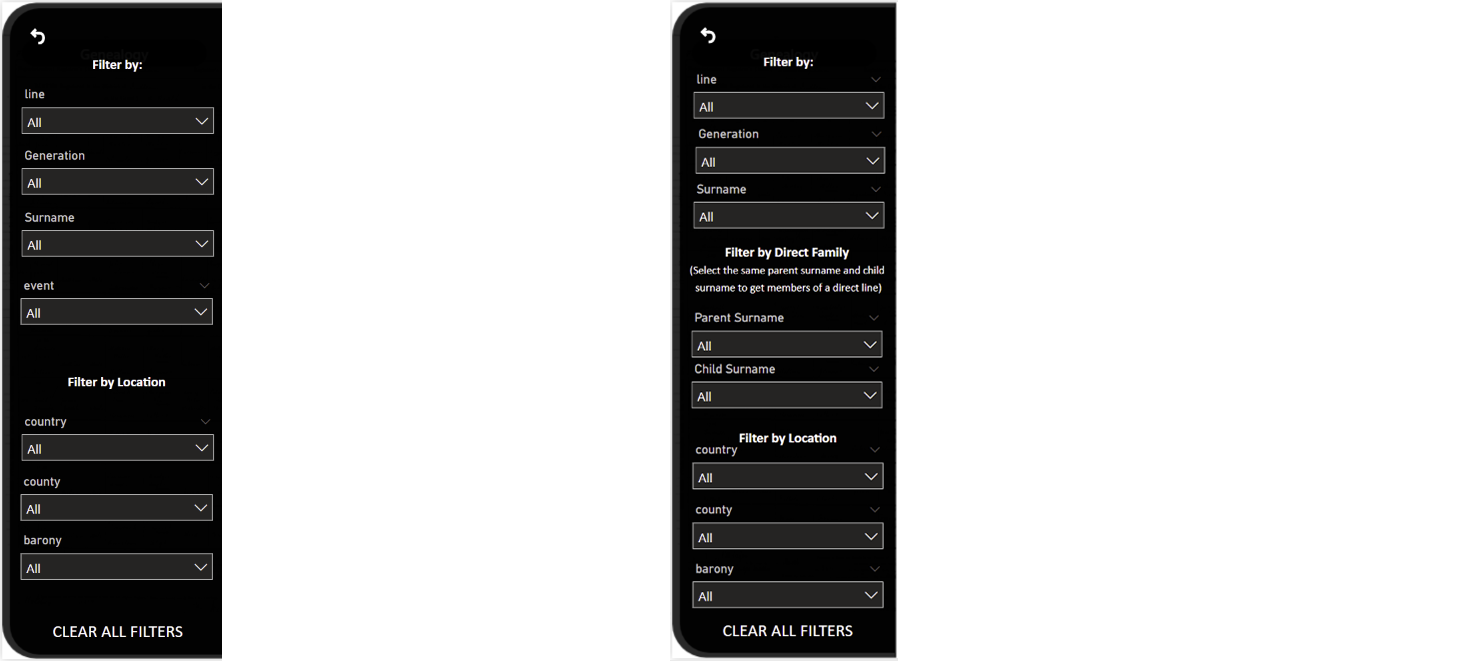 Genealogy
Filter by:
line
All
Generation
All
Surname
All
event
All
Filter by Location
country
All
county
All
barony
All
CLEAR ALL FILTERS
Genealogy
Filter by:
line
All
Generation
All
Surname
All
Filter by Direct Family
(Select the same parent surname and child
surname to get members of a direct line)
Parent Surname
All
Child Surname
All
Filter by Location
country
All
county
All
barony
All
CLEAR ALL FILTERS